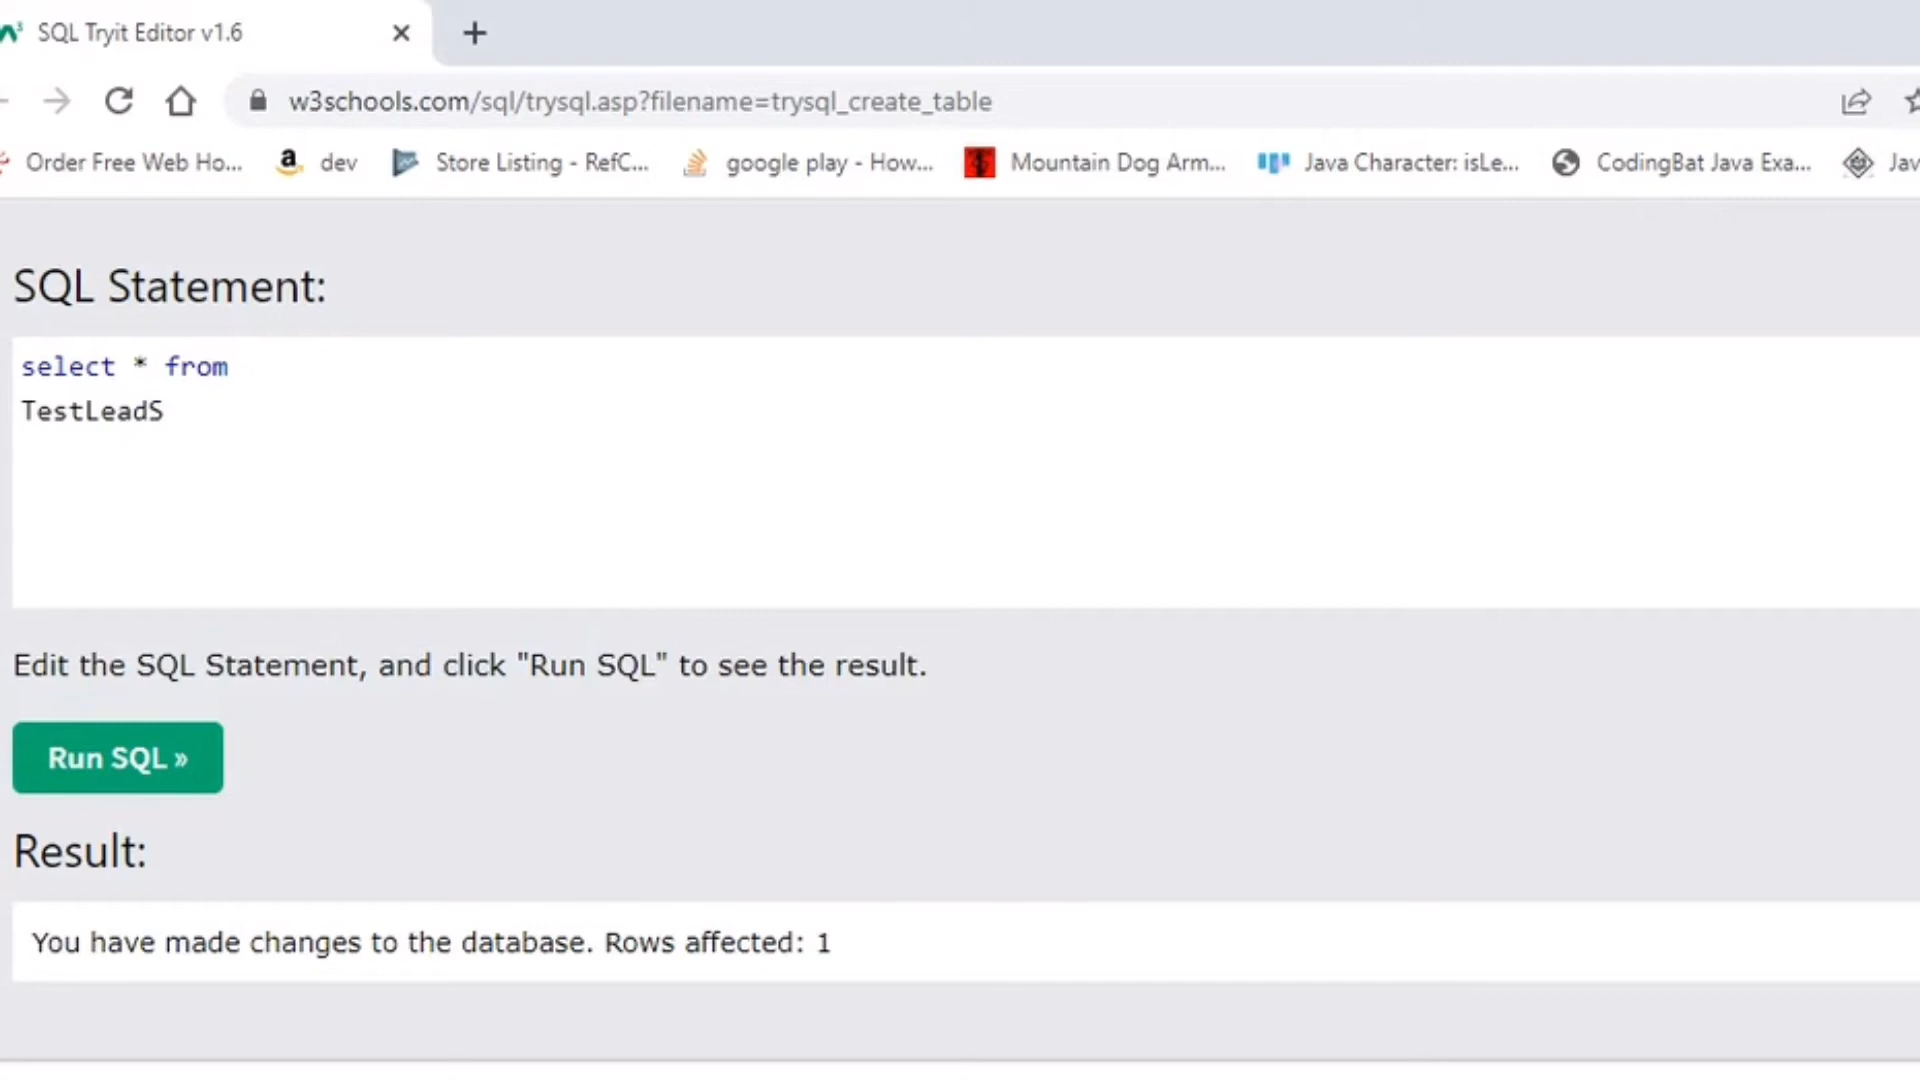 SQL Tryit Editor v1.6
w3schools.com/sql/trysql.asp?filename=trysql_create_table
Order Free Web Ho... dev Store Listing - RefC... google play - How... Mountain Dog Arm... Java Character: isLe... CodingBat Java Exa... Jav
SQL Statement:
select * from
TestLeadS
Edit the SQL Statement, and click "Run SQL" to see the result.
Run SQL »
Result:
You have made changes to the database. Rows affected: 1